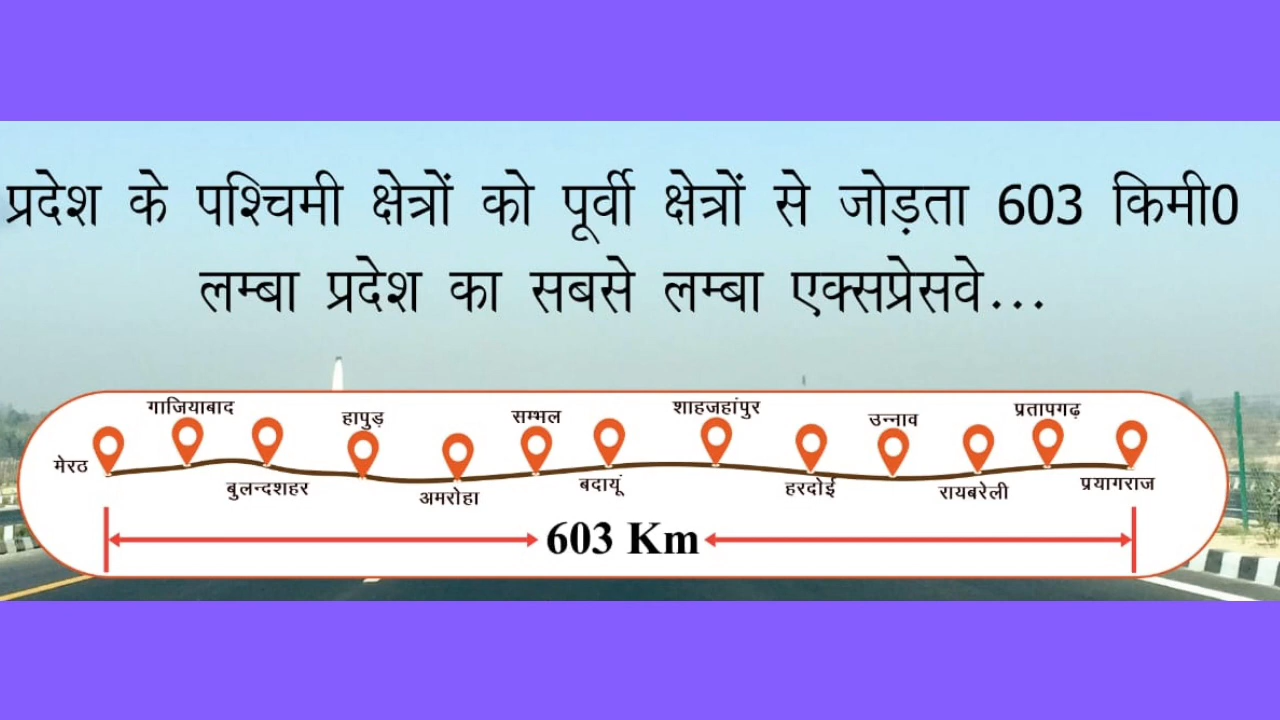 प्रदेश के पश्चिमी क्षेत्रों को पूर्वी क्षेत्रों से जोड़ता 603 किमी0
लम्बा प्रदेश का सबसे लम्बा एक्सप्रेसवे...
मेरठ
गाजियाबाद
बुलन्दशहर
हापुड़
अमरोहा
सम्भल
बदायूं
शाहजहांपुर
हरदोई
उन्नाव
रायबरेली
प्रतापगढ़
प्रयागराज
603 Km